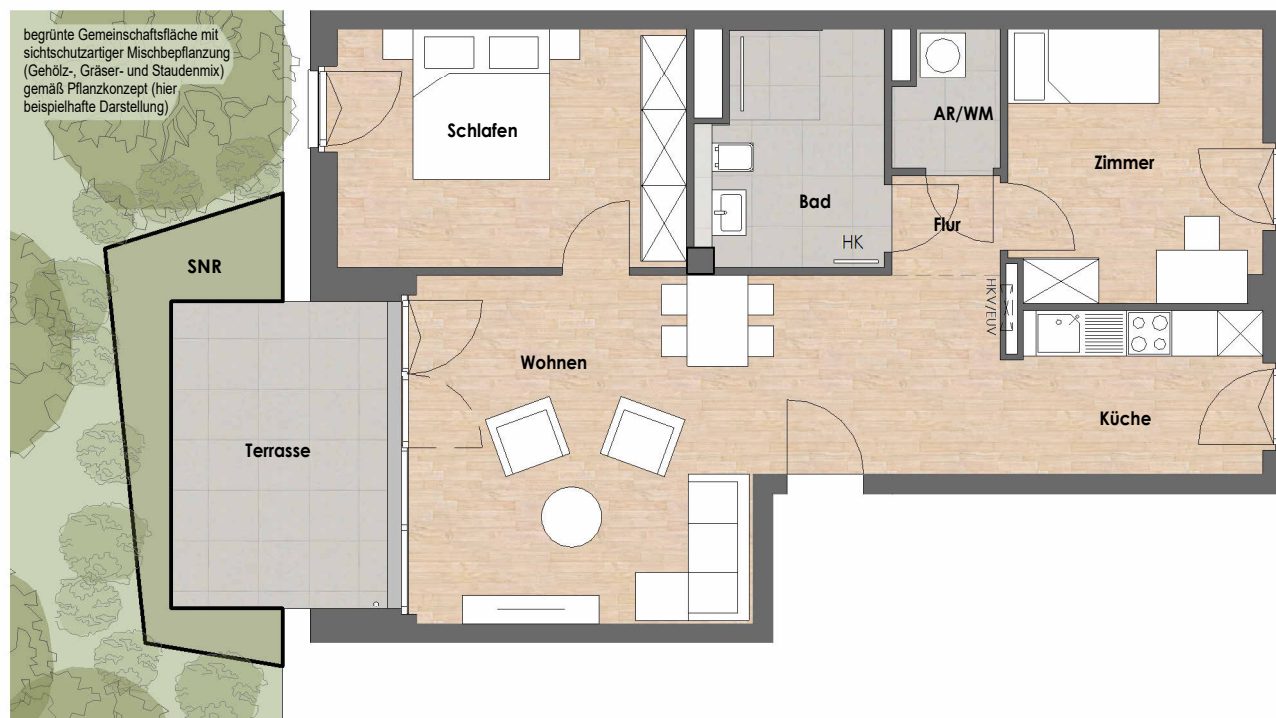 begrünte Gemeinschaftsfläche mit
sichtschutzartiger Mischbepflanzung
(Gehölz-, Gräser- und Staudenmix)
gemäß Pflanzkonzept (hier
beispielhafte Darstellung)
Schlafen
AR/WM
Zimmer
Bad
Flur
HK
SNR
HKV/EUV
Wohnen
Küche
Terrasse